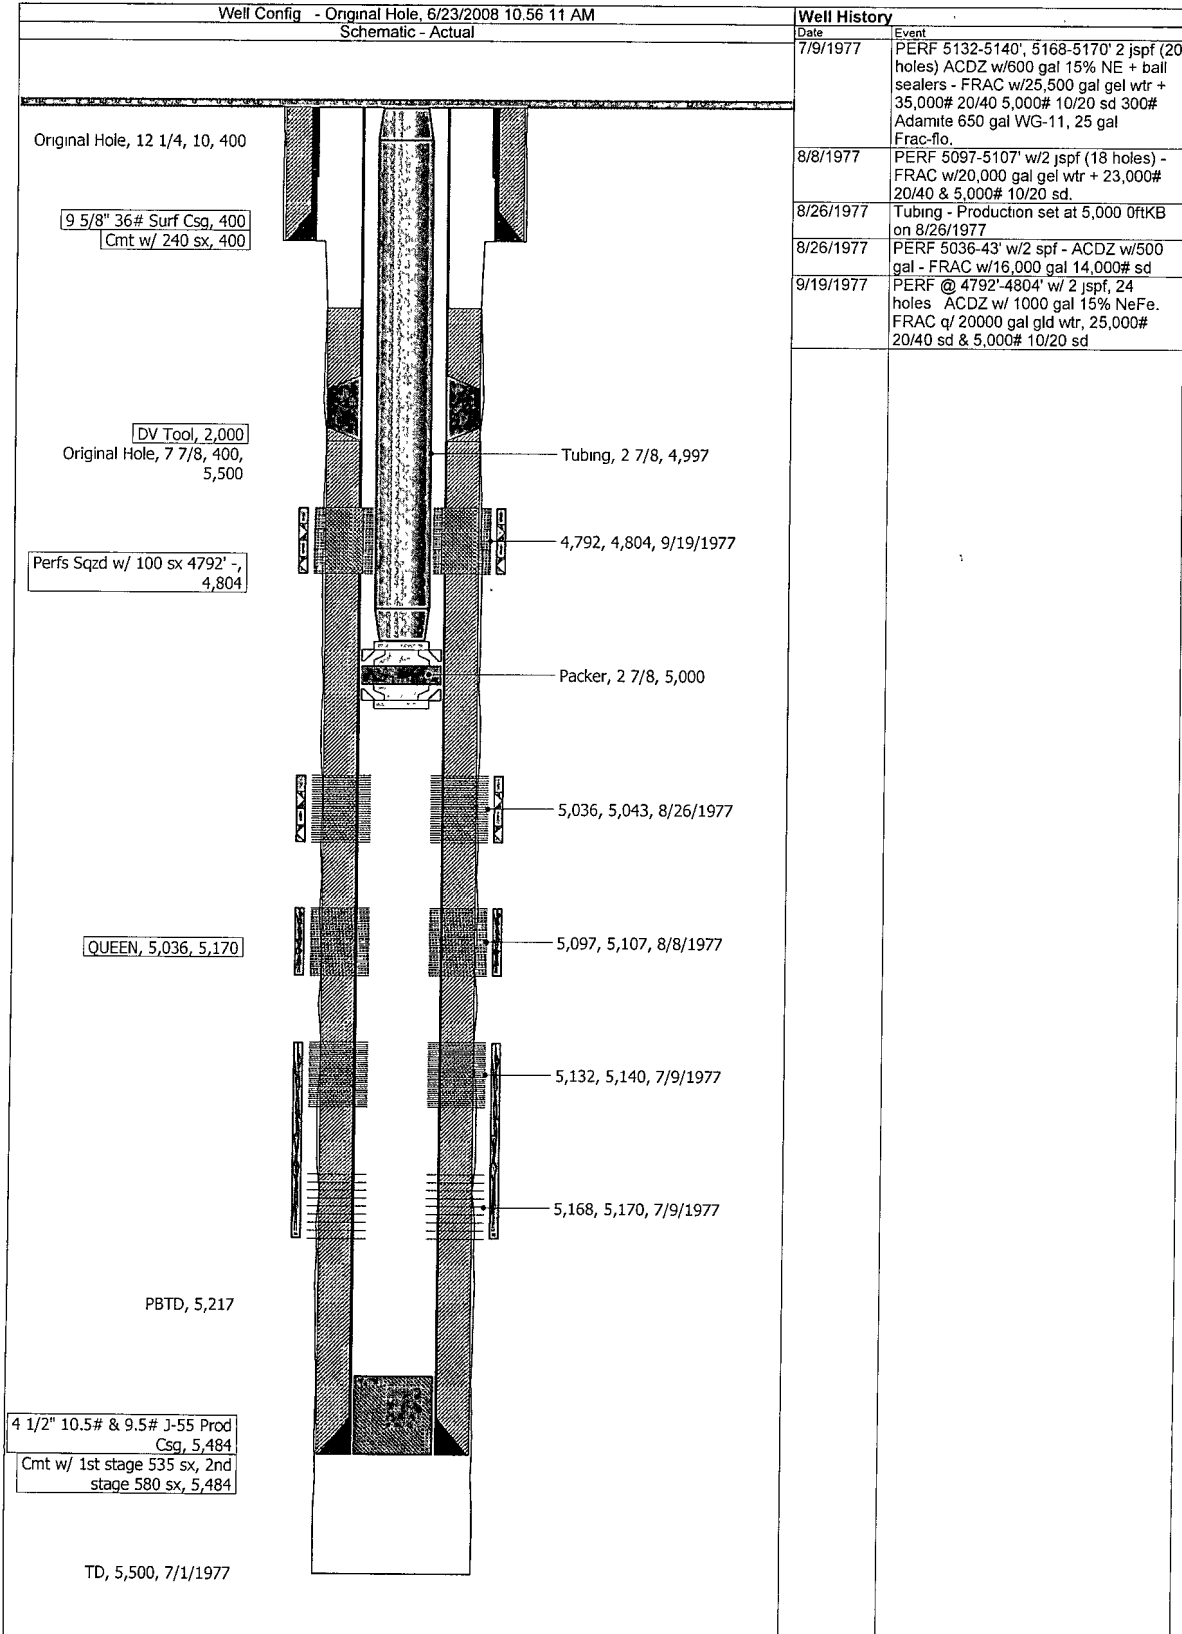 Well Config - Original Hole, 6/23/2008 10.56 11 AM
Schematic - Actual
Well History
Date Event
7/9/1977 PERF 5132-5140', 5168-5170' 2 jspf (20
holes) ACDZ w/600 gal 15% NE + ball
sealers - FRAC w/25,500 gal gel wtr +
35,000# 20/40 5,000# 10/20 sd 300#
Adamite 650 gal WG-11, 25 gal
Frac-flo.
8/8/1977 PERF 5097-5107' w/2 jspf (18 holes) -
FRAC w/20,000 gal gel wtr + 23,000#
20/40 & 5,000# 10/20 sd.
8/26/1977 Tubing - Production set at 5,000 0ftKB
on 8/26/1977
8/26/1977 PERF 5036-43' w/2 spf - ACDZ w/500
gal - FRAC w/16,000 gal 14,000# sd
9/19/1977 PERF @ 4792'-4804' w/ 2 jspf, 24
holes ACDZ w/ 1000 gal 15% NeFe.
FRAC q/ 20000 gal gld wtr, 25,000#
20/40 sd & 5,000# 10/20 sd
Original Hole, 12 1/4, 10, 400
9 5/8" 36# Surf Csg, 400
Cmt w/ 240 sx, 400
DV Tool, 2,000
Original Hole, 7 7/8, 400,
5,500
Tubing, 2 7/8, 4,997
4,792, 4,804, 9/19/1977
Perfs Sqzd w/ 100 sx 4792' -,
4,804
Packer, 2 7/8, 5,000
5,036, 5,043, 8/26/1977
QUEEN, 5,036, 5,170
5,097, 5,107, 8/8/1977
5,132, 5,140, 7/9/1977
5,168, 5,170, 7/9/1977
PBTD, 5,217
4 1/2" 10.5# & 9.5# J-55 Prod
Csg, 5,484
Cmt w/ 1st stage 535 sx, 2nd
stage 580 sx, 5,484
TD, 5,500, 7/1/1977